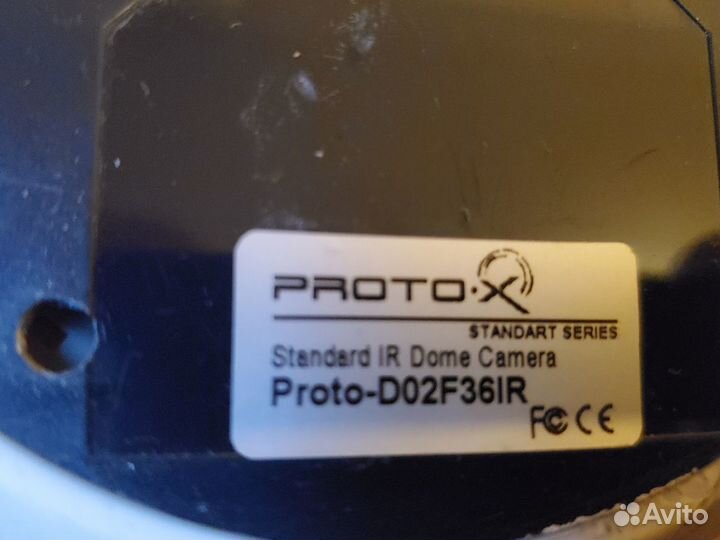 PROTO·X
STANDART SERIES
Standard IR Dome Camera
Proto-D02F36IR
FC CE
Avito